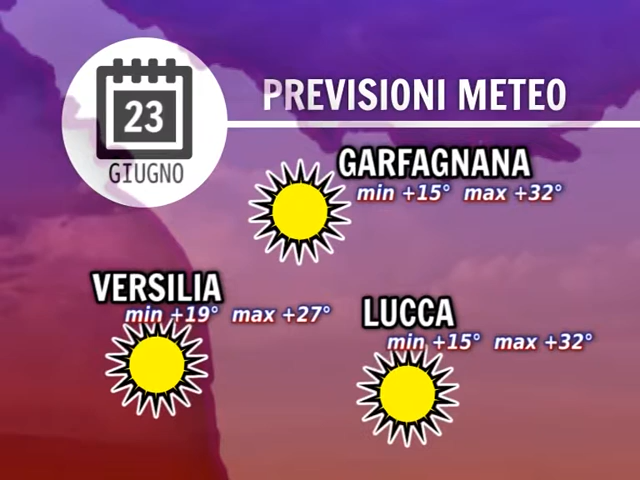 23
GIUGNO
PREVISIONI METEO
GARFAGNANA
min +15° max +32°
VERSILIA
min +19° max +27°
LUCCA
min +15° max +32°